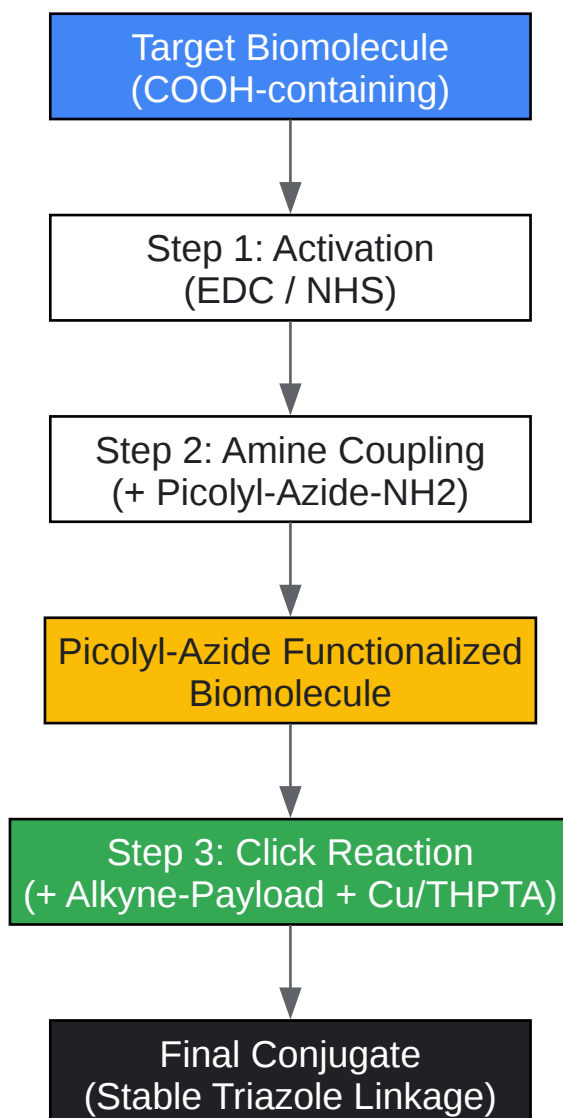 Target Biomolecule
(COOH-containing)
Step 1: Activation
(EDC / NHS)
Step 2: Amine Coupling
(+ Picolyl-Azide-NH2)
Picolyl-Azide Functionalized
Biomolecule
Step 3: Click Reaction
(+ Alkyne-Payload + Cu/THPTA)
Final Conjugate
(Stable Triazole Linkage)